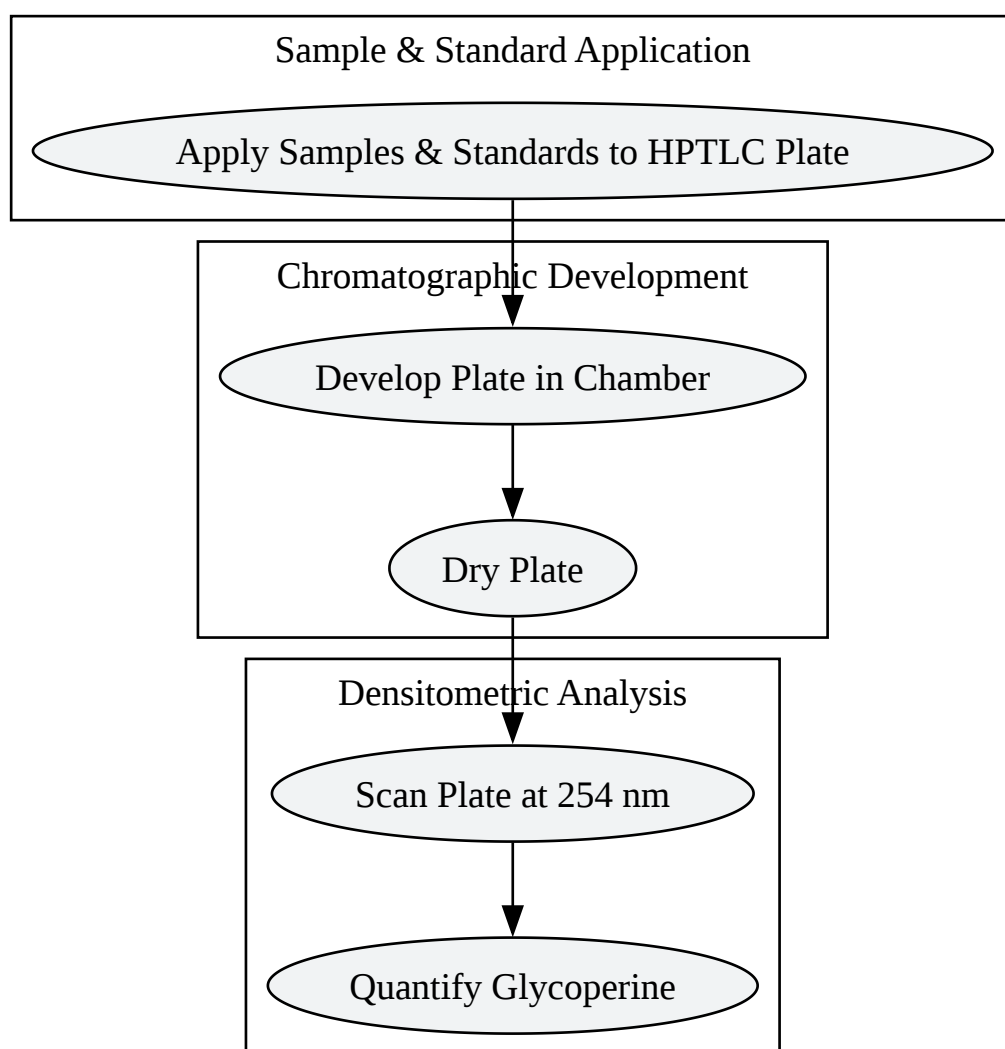 Sample & Standard Application
Apply Samples & Standards to HPTLC Plate
Chromatographic Development
Develop Plate in Chamber
Dry Plate
Densitometric Analysis
Scan Plate at 254 nm
Quantify Glycoperine